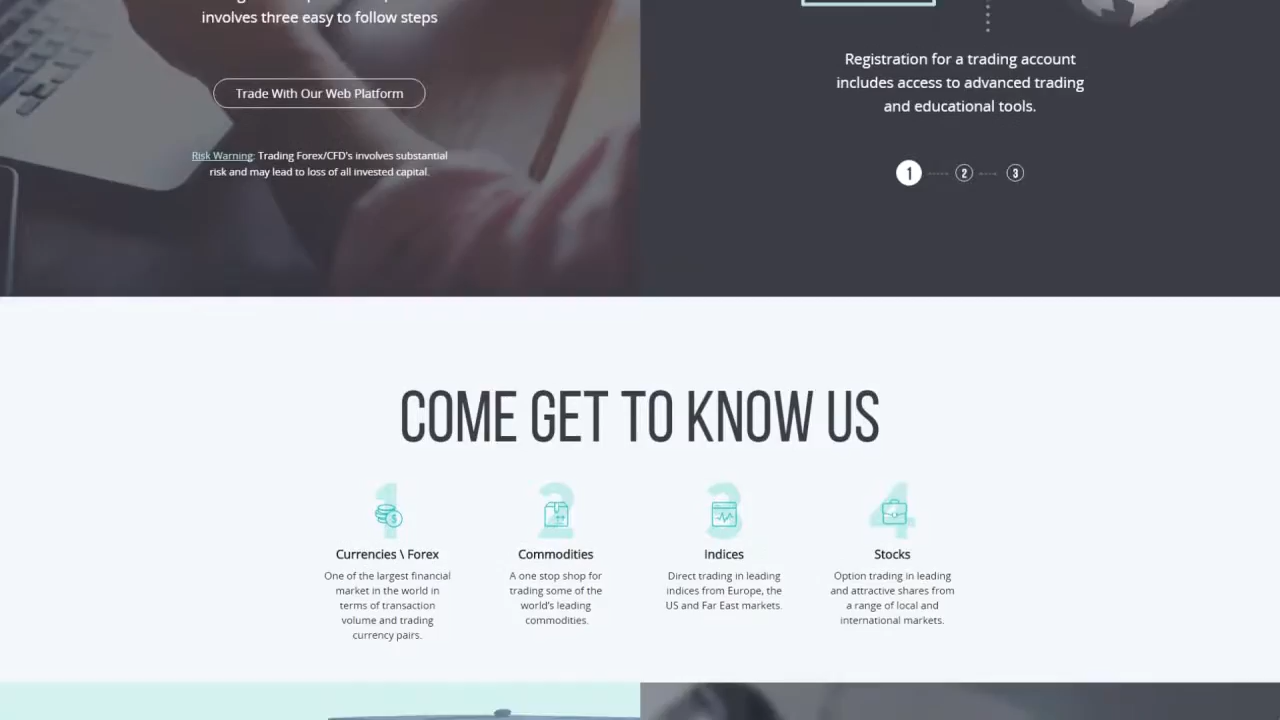 involves three easy to follow steps
Trade With Our Web Platform
Risk Warning: Trading Forex/CFD's involves substantial
risk and may lead to loss of all invested capital.
Registration for a trading account
includes access to advanced trading
and educational tools.
1 2 3
COME GET TO KNOW US
1
Currencies \ Forex
One of the largest financial
market in the world in
terms of transaction
volume and trading
currency pairs.
2
Commodities
A one stop shop for
trading some of the
world's leading
commodities.
3
Indices
Direct trading in leading
indices from Europe, the
US and Far East markets.
4
Stocks
Option trading in leading
and attractive shares from
a range of local and
international markets.